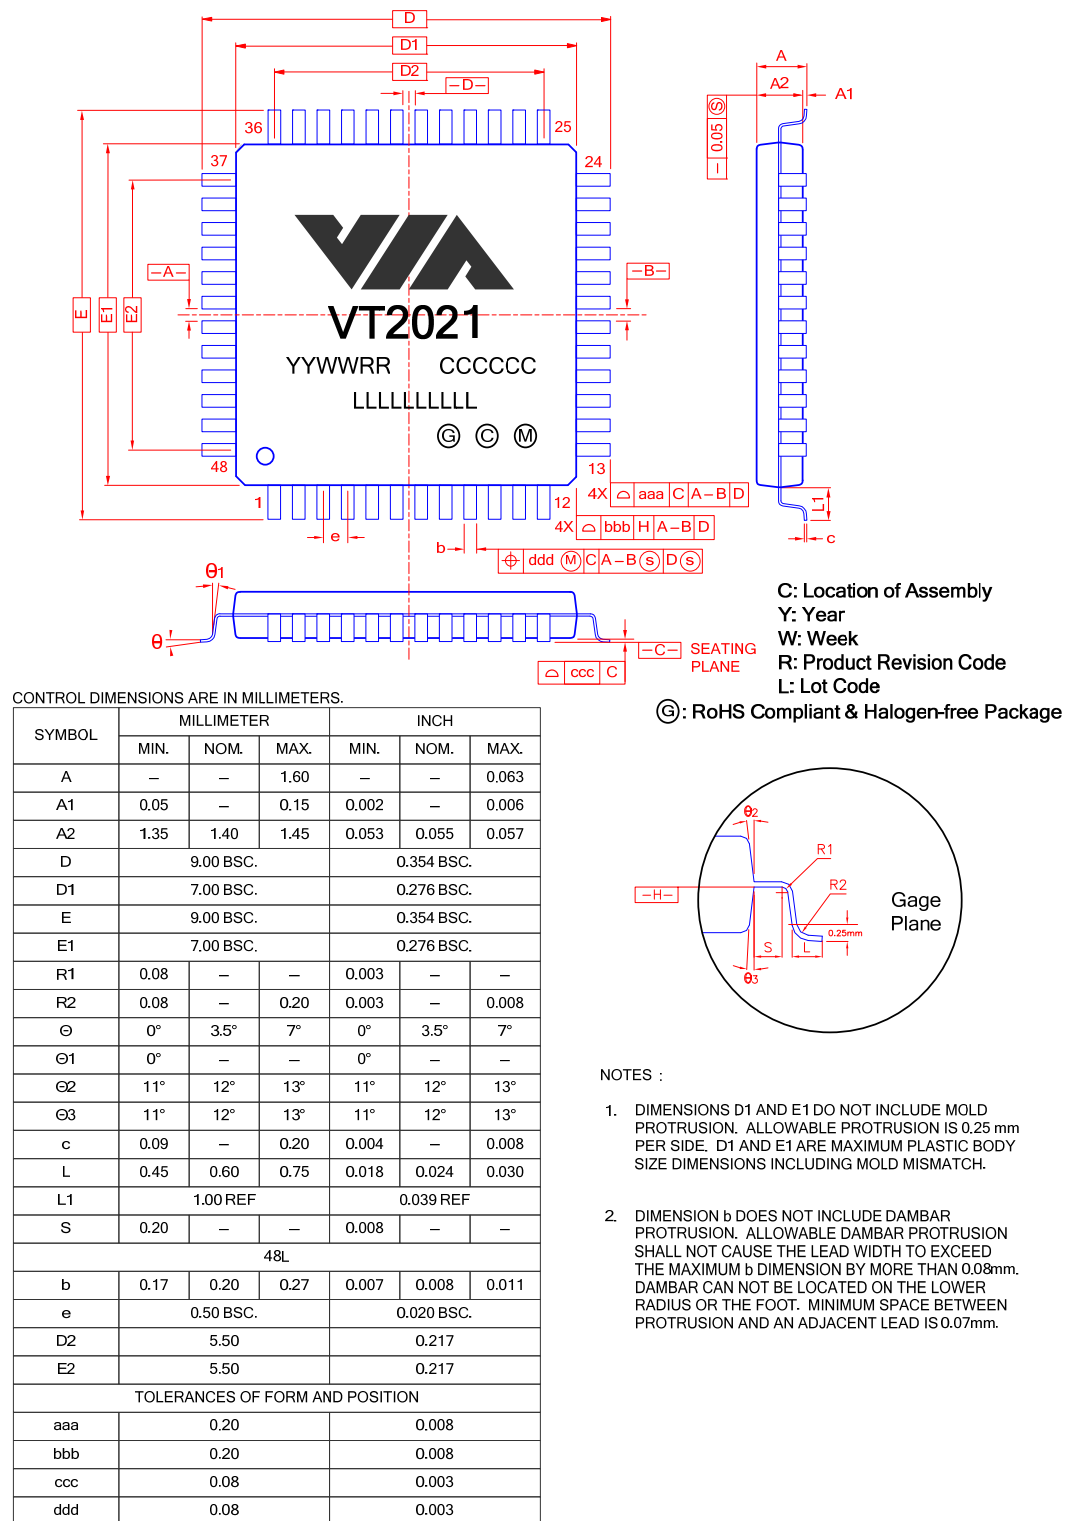 D
D1
D2
-D-
36
25
37
24
-A-
-B-
E
E1
E2
VIA
VT2021
YYWWRR CCCCCC
LLLLLLLLLL
G C M
48
13
1
12
4X ⌓ aaa C A-B D
4X ⌓ bbb H A-B D
e
b
⌖ ddd Ⓜ C A-B Ⓢ D Ⓢ
A
A2
A1
- 0.05 Ⓢ
L1
c
Θ1
Θ
-C- SEATING
PLANE
⌓ ccc C
C: Location of Assembly
Y: Year
W: Week
R: Product Revision Code
L: Lot Code
Ⓖ: RoHS Compliant & Halogen-free Package
CONTROL DIMENSIONS ARE IN MILLIMETERS.
SYMBOL MILLIMETER INCH
MIN. NOM. MAX. MIN. NOM. MAX.
A – – 1.60 – – 0.063
A1 0.05 – 0.15 0.002 – 0.006
A2 1.35 1.40 1.45 0.053 0.055 0.057
D 9.00 BSC. 0.354 BSC.
D1 7.00 BSC. 0.276 BSC.
E 9.00 BSC. 0.354 BSC.
E1 7.00 BSC. 0.276 BSC.
R1 0.08 – – 0.003 – –
R2 0.08 – 0.20 0.003 – 0.008
Θ 0° 3.5° 7° 0° 3.5° 7°
Θ1 0° – – 0° – –
Θ2 11° 12° 13° 11° 12° 13°
Θ3 11° 12° 13° 11° 12° 13°
c 0.09 – 0.20 0.004 – 0.008
L 0.45 0.60 0.75 0.018 0.024 0.030
L1 1.00 REF 0.039 REF
S 0.20 – – 0.008 – –
48L
b 0.17 0.20 0.27 0.007 0.008 0.011
e 0.50 BSC. 0.020 BSC.
D2 5.50 0.217
E2 5.50 0.217
TOLERANCES OF FORM AND POSITION
aaa 0.20 0.008
bbb 0.20 0.008
ccc 0.08 0.003
ddd 0.08 0.003
Θ2
R1
R2
-H-
Gage
Plane
0.25mm
S
L
Θ3
NOTES :
1. DIMENSIONS D1 AND E1 DO NOT INCLUDE MOLD
PROTRUSION. ALLOWABLE PROTRUSION IS 0.25 mm
PER SIDE. D1 AND E1 ARE MAXIMUM PLASTIC BODY
SIZE DIMENSIONS INCLUDING MOLD MISMATCH.
2. DIMENSION b DOES NOT INCLUDE DAMBAR
PROTRUSION. ALLOWABLE DAMBAR PROTRUSION
SHALL NOT CAUSE THE LEAD WIDTH TO EXCEED
THE MAXIMUM b DIMENSION BY MORE THAN 0.08mm.
DAMBAR CAN NOT BE LOCATED ON THE LOWER
RADIUS OR THE FOOT. MINIMUM SPACE BETWEEN
PROTRUSION AND AN ADJACENT LEAD IS 0.07mm.